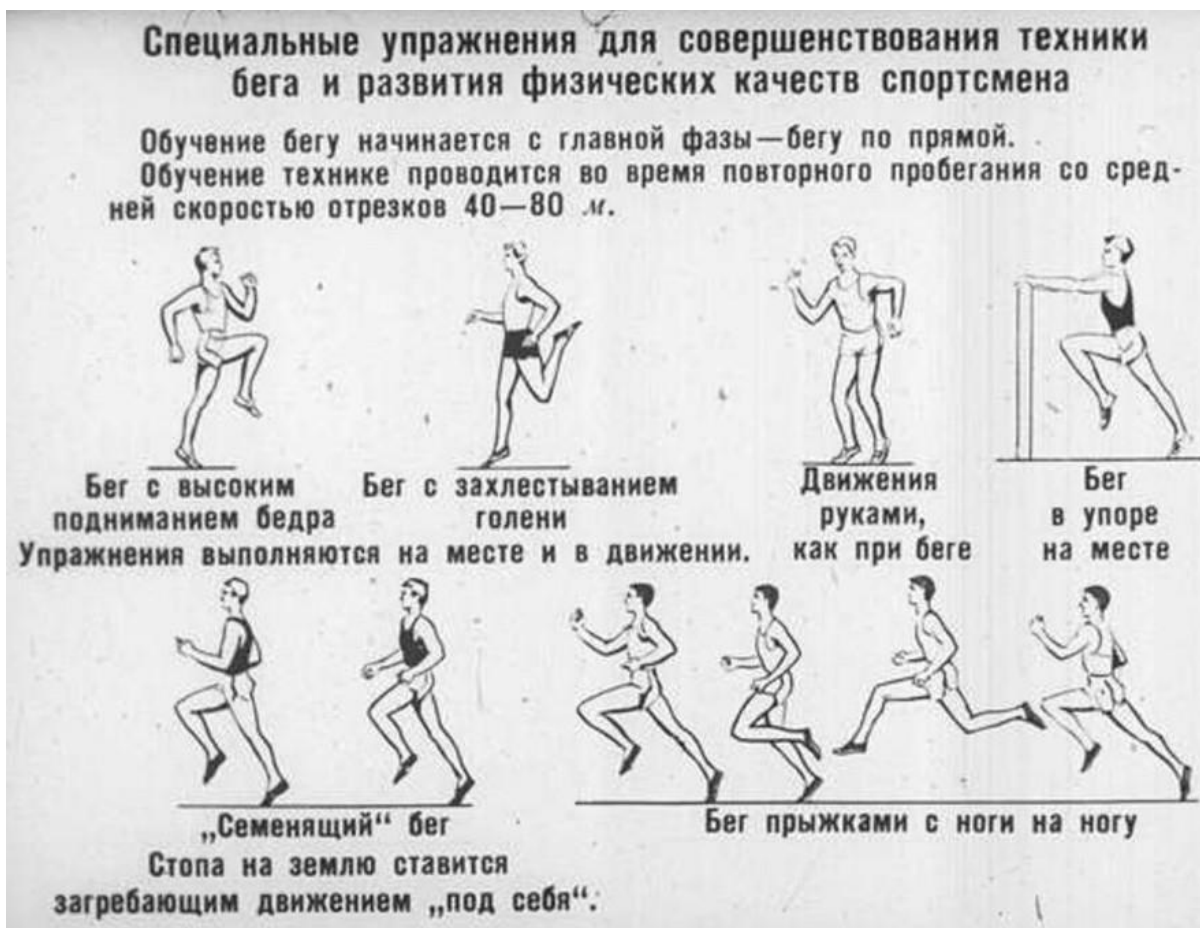 Специальные упражнения для совершенствования техники
бега и развития физических качеств спортсмена
Обучение бегу начинается с главной фазы—бегу по прямой.
Обучение технике проводится во время повторного пробегания со сред-
ней скоростью отрезков 40—80 м.
Бег с высоким
подниманием бедра
Бег с захлестыванием
голени
Упражнения выполняются на месте и в движении.
Движения
руками,
как при беге
Бег
в упоре
на месте
„Семенящий“ бег
Стопа на землю ставится
загребающим движением „под себя“.
Бег прыжками с ноги на ногу